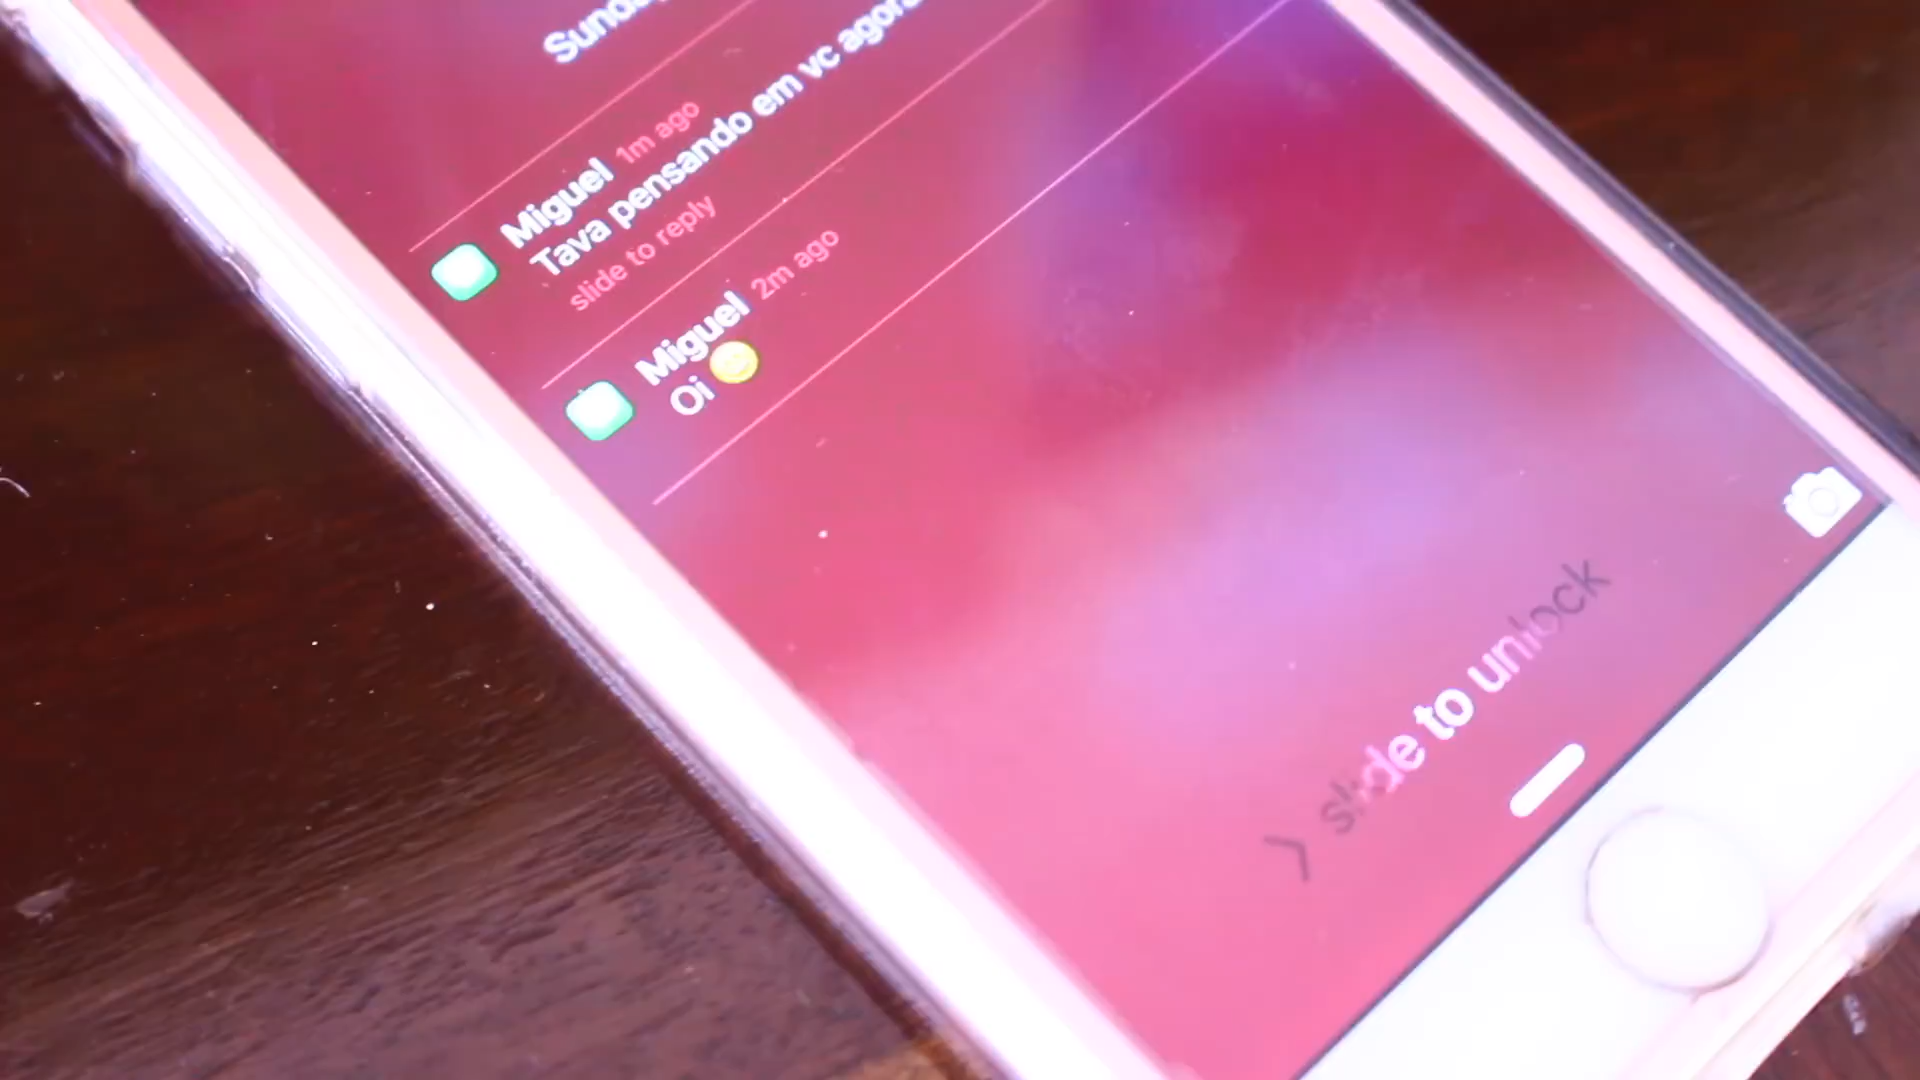 Miguel 1m ago
Tava pensando em vc agora
slide to reply
Miguel 2m ago
Oi 😊
slide to unlock